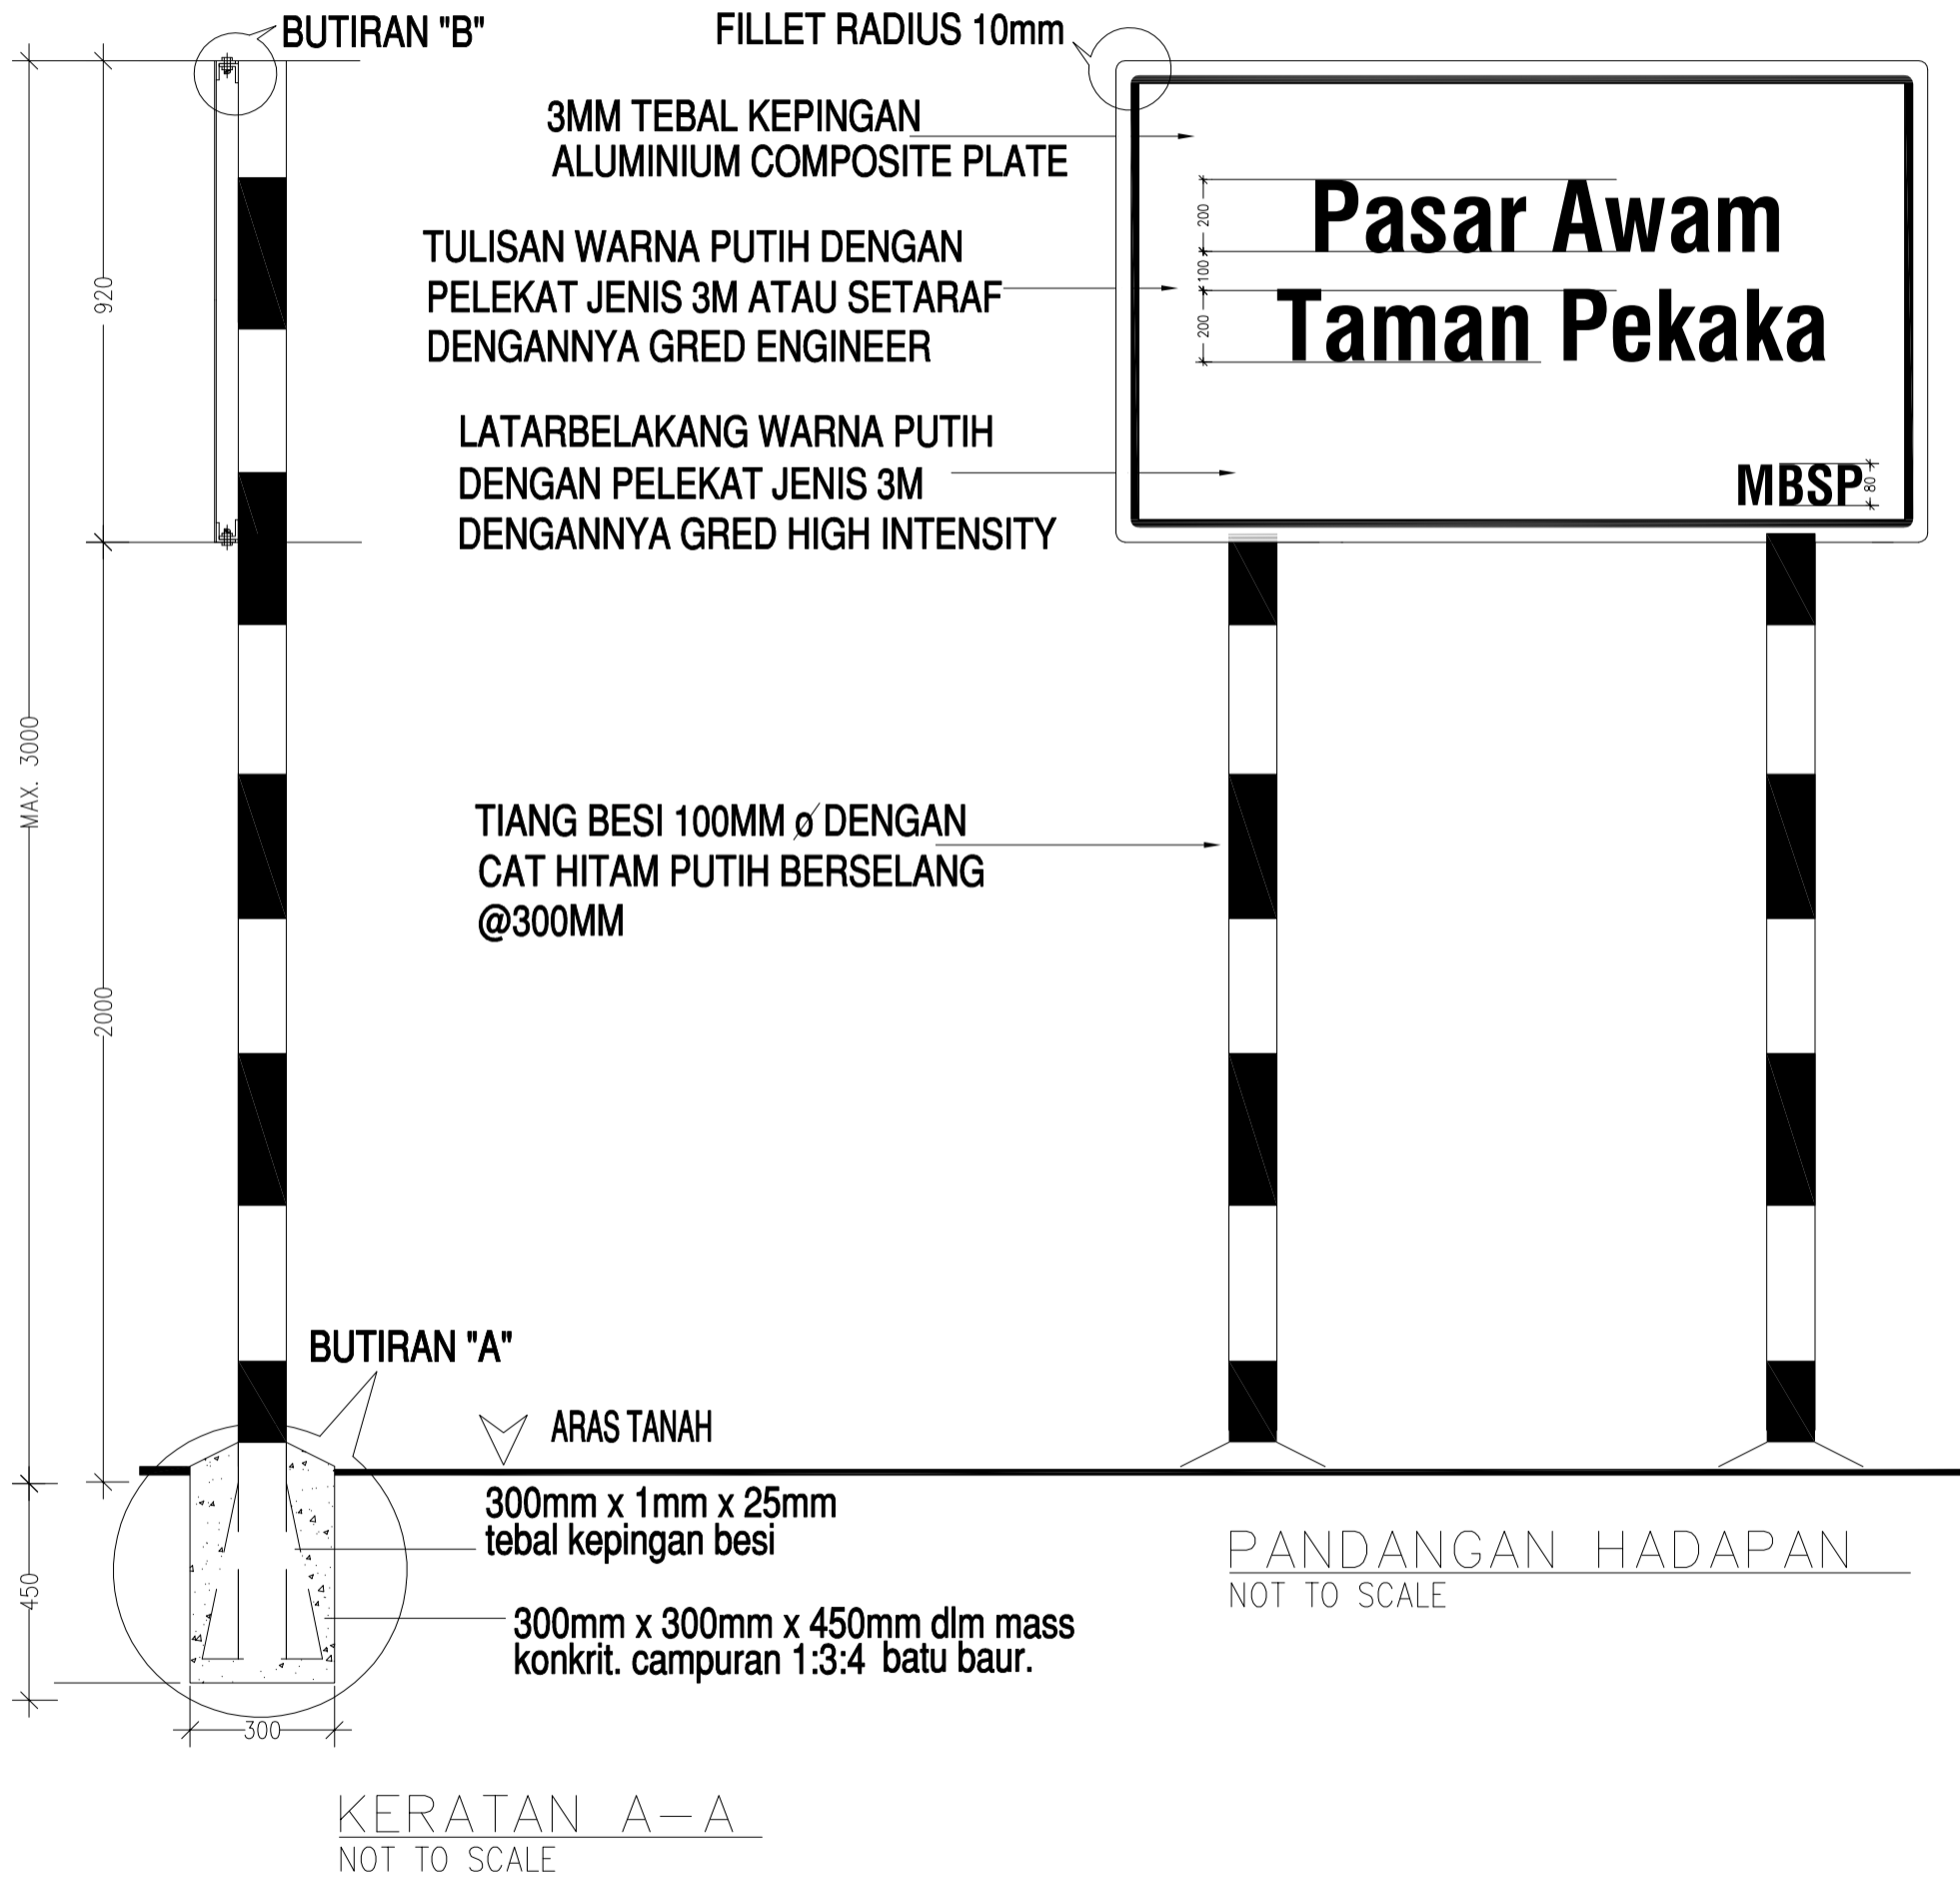 BUTIRAN "B"
FILLET RADIUS 10mm
3MM TEBAL KEPINGAN
ALUMINIUM COMPOSITE PLATE
TULISAN WARNA PUTIH DENGAN
PELEKAT JENIS 3M ATAU SETARAF
DENGANNYA GRED ENGINEER
LATARBELAKANG WARNA PUTIH
DENGAN PELEKAT JENIS 3M
DENGANNYA GRED HIGH INTENSITY
200
100
200
Pasar Awam
Taman Pekaka
MBSP
80
920
MAX. 3000
2000
TIANG BESI 100MM ø DENGAN
CAT HITAM PUTIH BERSELANG
@300MM
BUTIRAN "A"
ARAS TANAH
300mm x 1mm x 25mm
tebal kepingan besi
300mm x 300mm x 450mm dlm mass
konkrit. campuran 1:3:4 batu baur.
450
300
PANDANGAN HADAPAN
NOT TO SCALE
KERATAN A-A
NOT TO SCALE